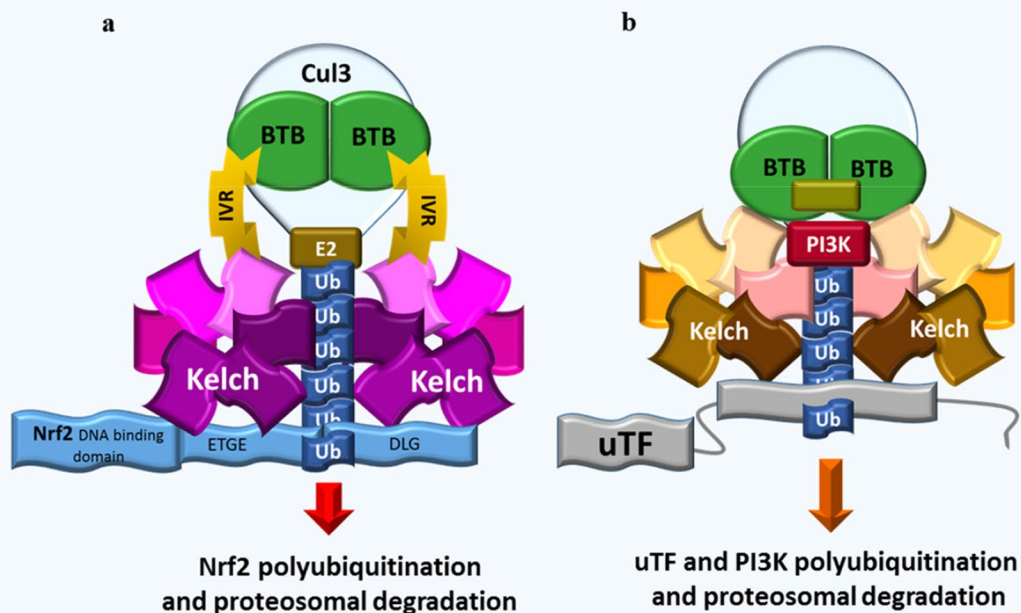 a
Cul3
BTB BTB
IVR IVR
E2
Ub
Ub
Ub
Ub
Ub
Ub
Kelch Kelch
Nrf2 DNA binding
domain
ETGE
DLG
Nrf2 polyubiquitination
and proteosomal degradation
b
BTB BTB
PI3K
Ub
Ub
Ub
Ub
Kelch Kelch
uTF
uTF and PI3K polyubiquitination
and proteosomal degradation